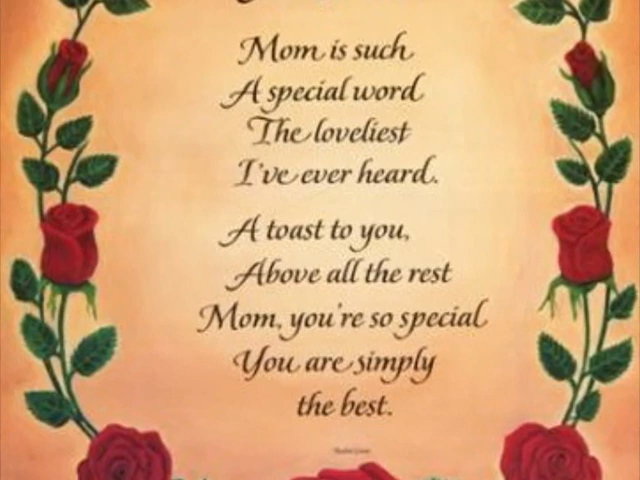 Mom is such
A special word
The loveliest
I've ever heard.
A toast to you,
Above all the rest
Mom, you're so special
You are simply
the best.